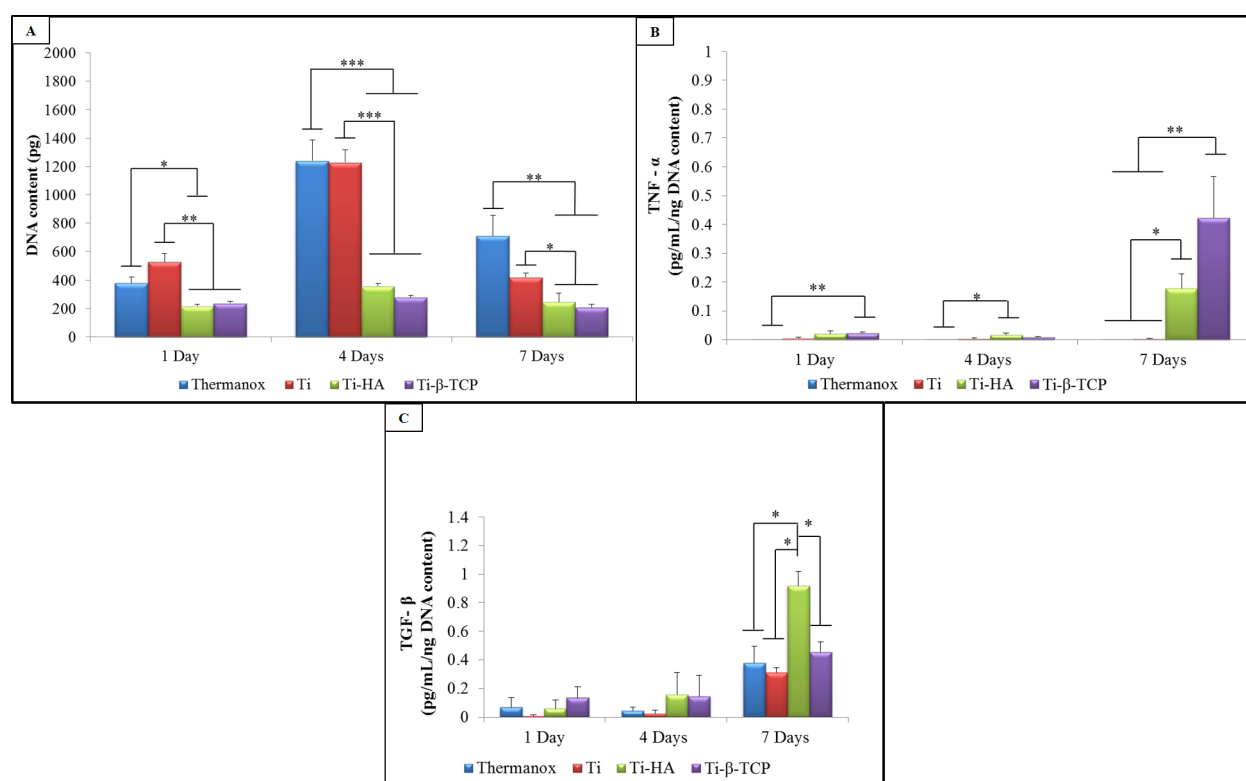 A
DNA content (pg)
2000
1800
1600
1400
1200
1000
800
600
400
200
0
*
**
***
***
**
*
1 Day
4 Days
7 Days
Thermanox
Ti
Ti-HA
Ti-β-TCP
B
TNF - α
(pg/mL/ng DNA content)
1
0.9
0.8
0.7
0.6
0.5
0.4
0.3
0.2
0.1
0
**
*
**
*
1 Day
4 Days
7 Days
Thermanox
Ti
Ti-HA
Ti-β-TCP
C
TGF- β
(pg/mL/ng DNA content)
1.4
1.2
1
0.8
0.6
0.4
0.2
0
*
*
*
1 Day
4 Days
7 Days
Thermanox
Ti
Ti-HA
Ti-β-TCP